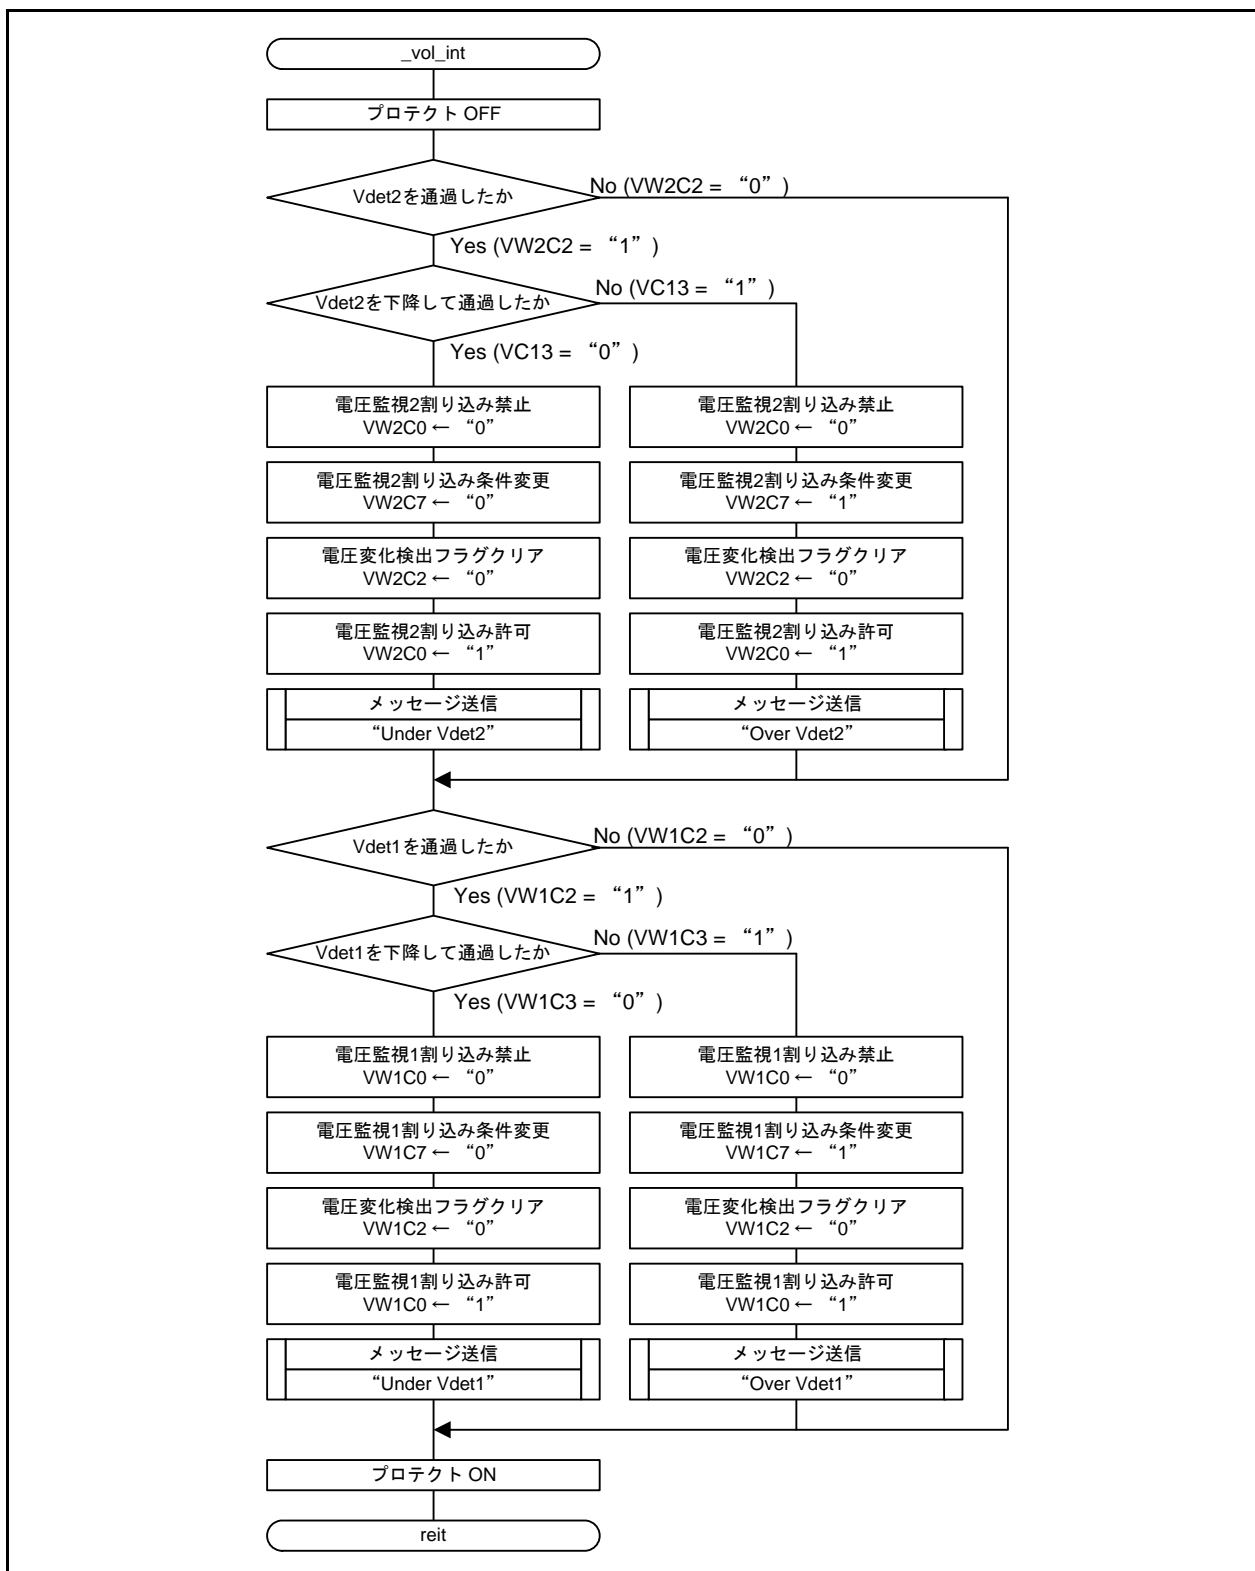 _vol_int
プロテクト OFF
Vdet2を通過したか
No (VW2C2 = “0” )
Yes (VW2C2 = “1” )
Vdet2を下降して通過したか
No (VC13 = “1” )
Yes (VC13 = “0” )
電圧監視2割り込み禁止
VW2C0 ← “0”
電圧監視2割り込み条件変更
VW2C7 ← “0”
電圧変化検出フラグクリア
VW2C2 ← “0”
電圧監視2割り込み許可
VW2C0 ← “1”
メッセージ送信
“Under Vdet2”
電圧監視2割り込み禁止
VW2C0 ← “0”
電圧監視2割り込み条件変更
VW2C7 ← “1”
電圧変化検出フラグクリア
VW2C2 ← “0”
電圧監視2割り込み許可
VW2C0 ← “1”
メッセージ送信
“Over Vdet2”
Vdet1を通過したか
No (VW1C2 = “0” )
Yes (VW1C2 = “1” )
Vdet1を下降して通過したか
No (VW1C3 = “1” )
Yes (VW1C3 = “0” )
電圧監視1割り込み禁止
VW1C0 ← “0”
電圧監視1割り込み条件変更
VW1C7 ← “0”
電圧変化検出フラグクリア
VW1C2 ← “0”
電圧監視1割り込み許可
VW1C0 ← “1”
メッセージ送信
“Under Vdet1”
電圧監視1割り込み禁止
VW1C0 ← “0”
電圧監視1割り込み条件変更
VW1C7 ← “1”
電圧変化検出フラグクリア
VW1C2 ← “0”
電圧監視1割り込み許可
VW1C0 ← “1”
メッセージ送信
“Over Vdet1”
プロテクト ON
reit